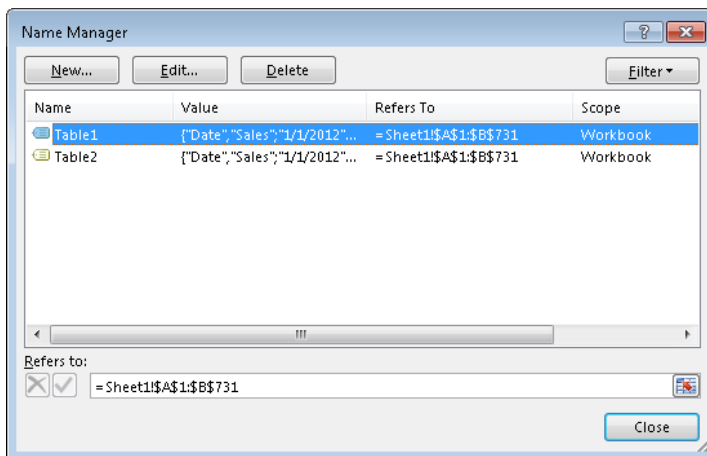 Name Manager
New... Edit... Delete Filter
Name Value Refers To Scope
Table1 {"Date","Sales";"1/1/2012"... =Sheet1!$A$1:$B$731 Workbook
Table2 {"Date","Sales";"1/1/2012"... =Sheet1!$A$1:$B$731 Workbook
Refers to:
=Sheet1!$A$1:$B$731
Close